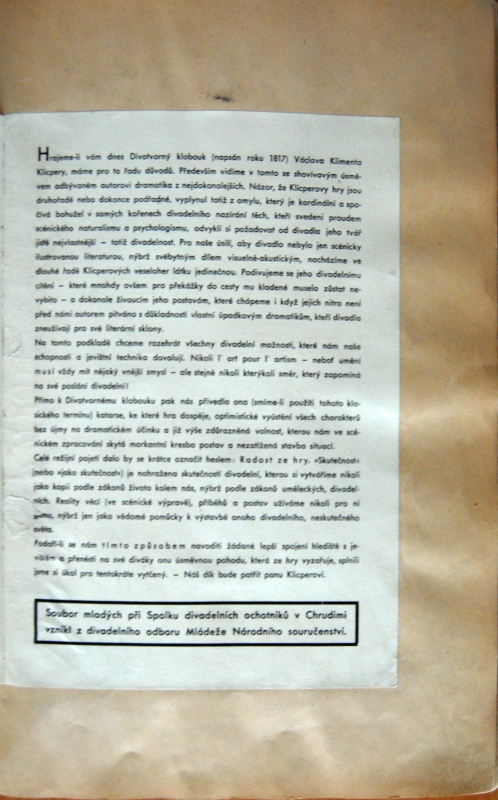 Hrajeme-li vám dnes Divotvorný klobouk (napsán roku 1817) Václava Klimenta
Klicpery, máme pro to řadu důvodů. Především vidíme v tomto se shovívavým úsmě-
vem odbývaném autorovi dramatika z nejdokonalejších. Názor, že Klicperovy hry jsou
druhořadé nebo dokonce podřadné, vyplynul totiž z omylu, který je kardinální a spo-
čívá bohužel v samých kořenech divadelního nazírání těch, kteří svedeni proudem
scénického naturalismu a psychologismu, odvykli si požadovat od divadla jeho tvář
jistě nejvlastnější – totiž divadelnost. Pro naše úsilí, aby divadlo nebylo jen scénicky
ilustrovanou literaturou, nýbrž svébytným dílem visuelně-akustickým, nacházíme ve
dlouhé řadě Klicperových veseloher látku jedinečnou. Podivujeme se jeho divadelnímu
cítění – které mnohdy ovšem pro překážky do cesty mu kladené muselo zůstat ne-
vybito – a dokonale živoucím jeho postavám, které chápeme i když jejich nitro není
před námi autorem pitváno s důkladností vlastní úpadkovým dramatikům, kteří divadla
zneužívají pro své literární sklony.
Na tomto podkladě chceme rozehrát všechny divadelní možnosti, které nám naše
schopnosti a jevištní technika dovolují. Nikoli l' art pour l' artism – neboť umění
musí vždy mít nějaký vnější smysl – ale stejně nikoli kterýkoli směr, který zapomíná
na své poslání divadelní!
Přímo k Divotvornému klobouku pak nás přivedla ona (smíme-li použíti tohoto kla-
sického termínu) katarse, ke které hra dospěje, optimistické vyústění všech charakterů
bez újmy na dramatickém účinku a již výše zdůrazněná volnost, kterou nám ve scé-
nickém zpracování skytá markantní kresba postav a nezatížená stavba situací.
Celé režijní pojetí dalo by se krátce označit heslem: Radost ze hry. »Skutečnost«
(nebo »jako skutečnost«) je nahražena skutečností divadelní, kterou si vytváříme nikoli
jako kopii podle zákonů života kolem nás, nýbrž podle zákonů uměleckých, divadel-
ních. Reality věcí (ve scénické výpravě), příběhů a postav užíváme nikoli pro ni
samu, nýbrž jen jako vědomé pomůcky k výstavbě onoho divadelního, neskutečného
světa.
Podaří-li se nám tímto způsobem navoditi žádané lepší spojení hlediště s je-
vištěm a přenésti na své diváky onu úsměvnou pohodu, která ze hry vyzařuje, splnili
jsme si úkol pro tentokráte vytčený. – Náš dík bude patřit panu Klicperovi.
Soubor mladých při Spolku divadelních ochotníků v Chrudimi
vznikl z divadelního odboru Mládeže Národního souručenství.